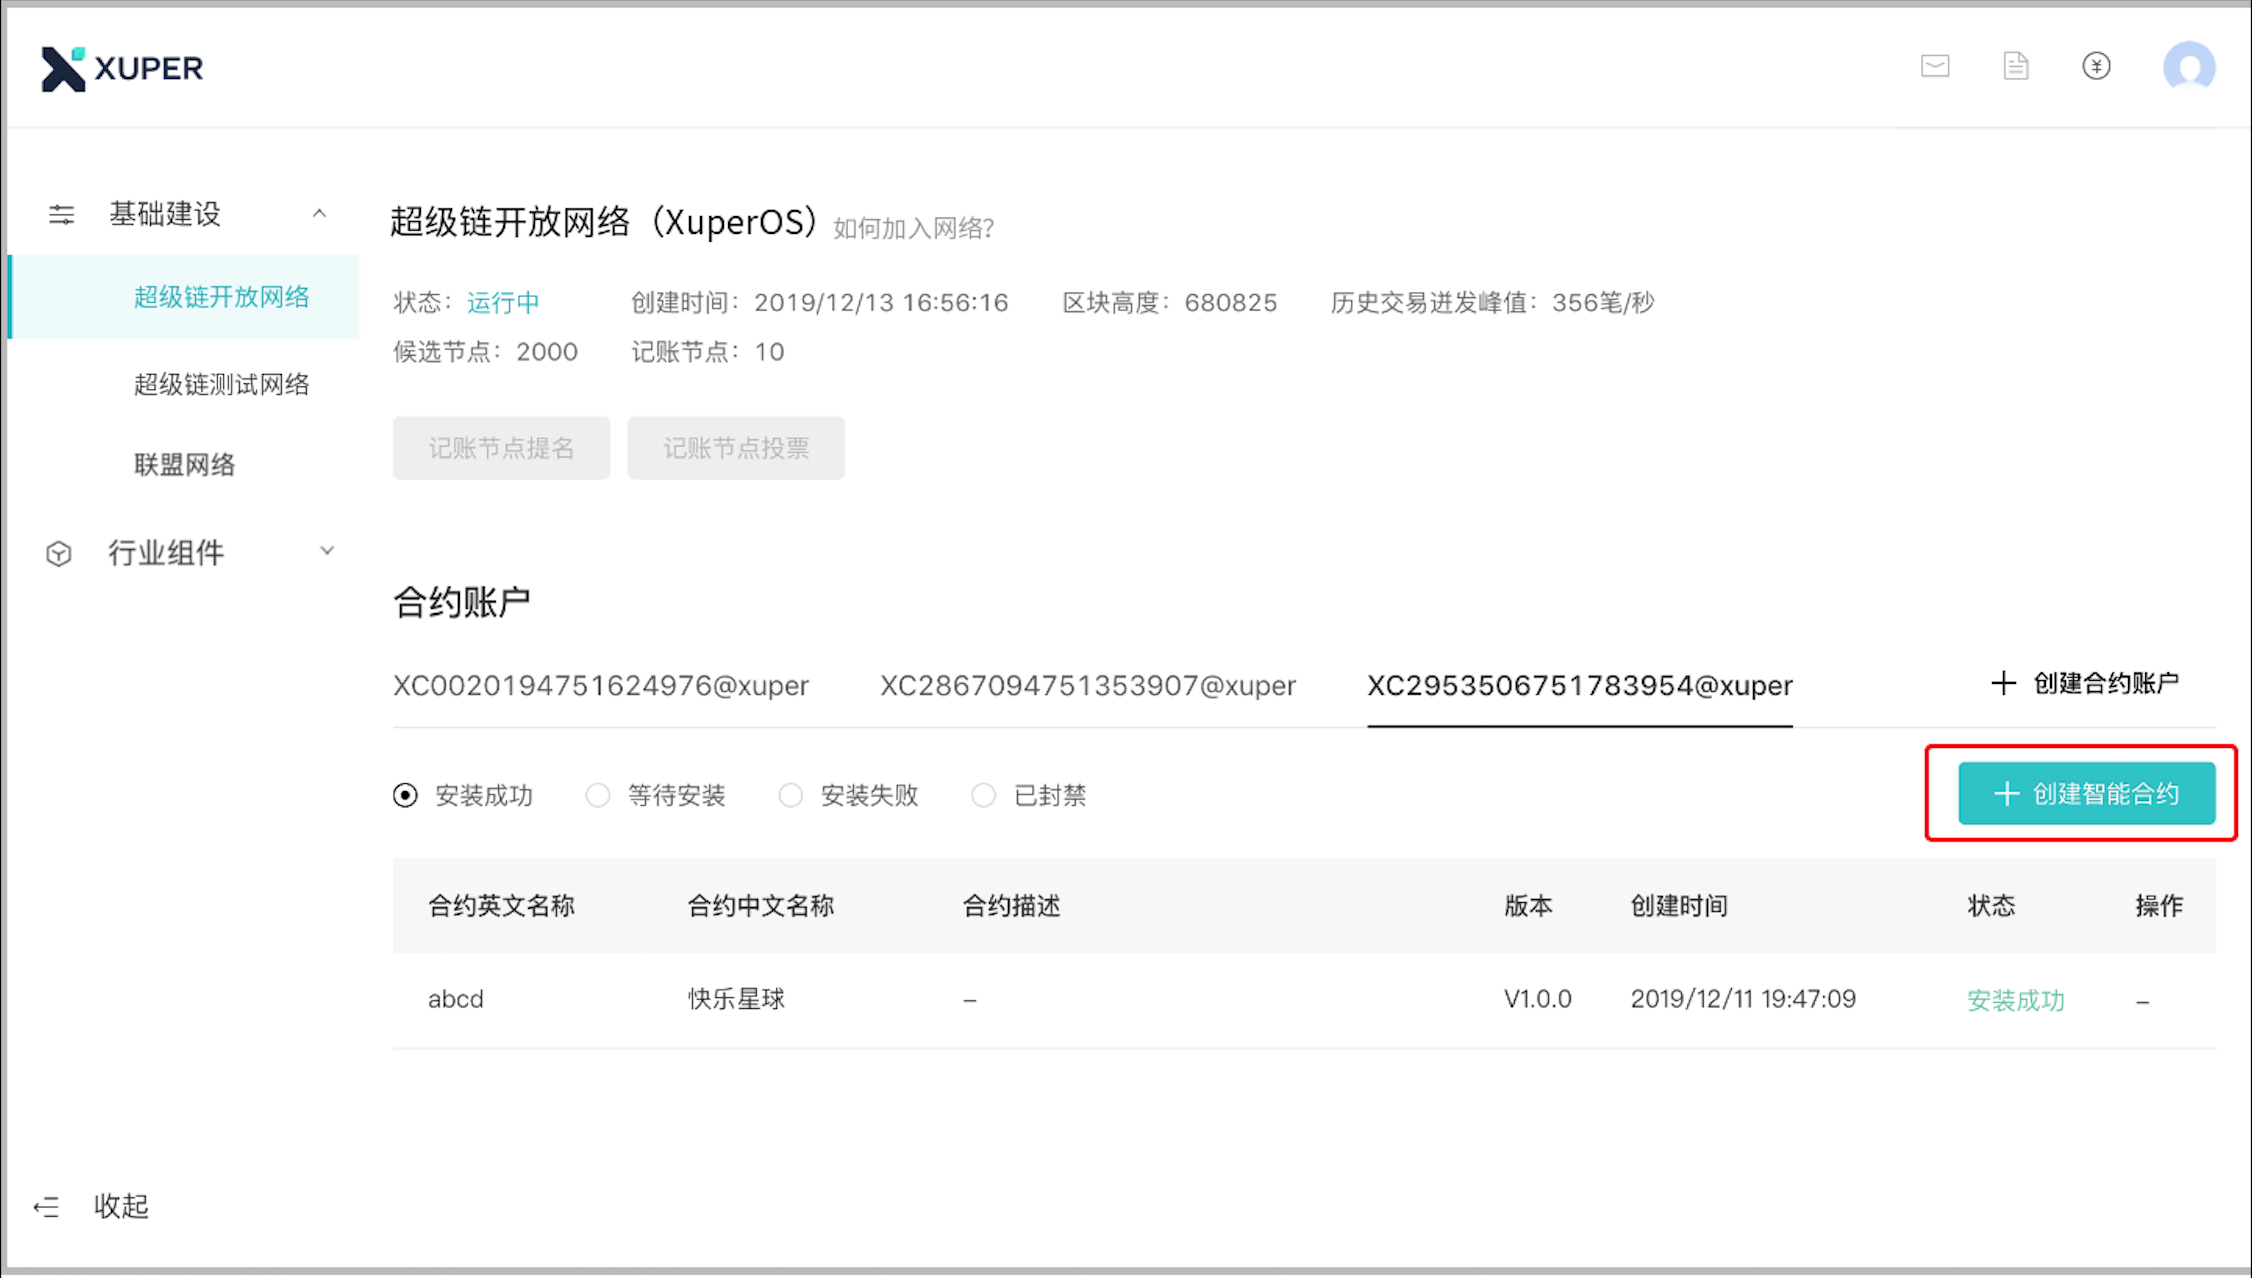 XUPER
基础建设
超级链开放网络
超级链测试网络
联盟网络
行业组件
收起
超级链开放网络（XuperOS） 如何加入网络？
状态：运行中 创建时间：2019/12/13 16:56:16 区块高度：680825 历史交易迸发峰值：356笔/秒
候选节点：2000 记账节点：10
记账节点提名 记账节点投票
合约账户
XC0020194751624976@xuper XC2867094751353907@xuper XC2953506751783954@xuper 创建合约账户
安装成功 等待安装 安装失败 已封禁 创建智能合约
合约英文名称 合约中文名称 合约描述 版本 创建时间 状态 操作
abcd 快乐星球 – V1.0.0 2019/12/11 19:47:09 安装成功 –